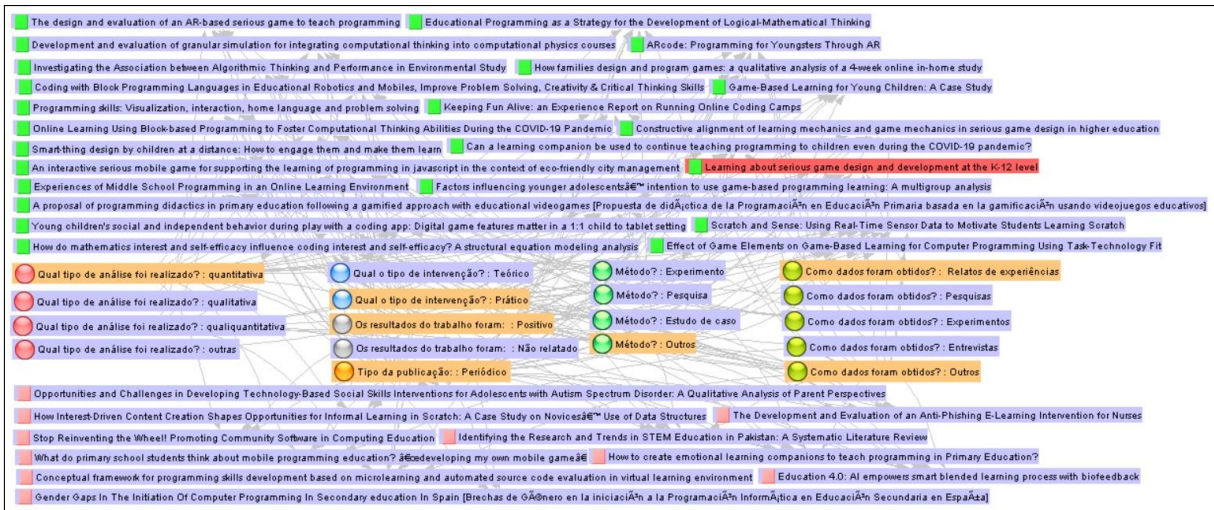 The design and evaluation of an AR-based serious game to teach programming Educational Programming as a Strategy for the Development of Logical-Mathematical Thinking
Development and evaluation of granular simulation for integrating computational thinking into computational physics courses ARcode: Programming for Youngsters Through AR
Investigating the Association between Algorithmic Thinking and Performance in Environmental Study How families design and program games: a qualitative analysis of a 4-week online in-home study
Coding with Block Programming Languages in Educational Robotics and Mobiles, Improve Problem Solving, Creativity & Critical Thinking Skills Game-Based Learning for Young Children: A Case Study
Programming skills: Visualization, interaction, home language and problem solving Keeping Fun Alive: an Experience Report on Running Online Coding Camps
Online Learning Using Block-based Programming to Foster Computational Thinking Abilities During the COVID-19 Pandemic Constructive alignment of learning mechanics and game mechanics in serious game design in higher education
Smart-thing design by children at a distance: How to engage them and make them learn Can a learning companion be used to continue teaching programming to children even during the COVID-19 pandemic?
An interactive serious mobile game for supporting the learning of programming in javascript in the context of eco-friendly city management Learning about serious game design and development at the K-12 level
Experiences of Middle School Programming in an Online Learning Environment Factors influencing younger adolescentsâ€™ intention to use game-based programming learning: A multigroup analysis
A proposal of programming didactics in primary education following a gamified approach with educational videogames [Propuesta de didÃ¡ctica de la ProgramaciÃ³n en EducaciÃ³n Primaria basada en la gamificaciÃ³n usando videojuegos educativos]
Young children's social and independent behavior during play with a coding app: Digital game features matter in a 1:1 child to tablet setting Scratch and Sense: Using Real-Time Sensor Data to Motivate Students Learning Scratch
How do mathematics interest and self-efficacy influence coding interest and self-efficacy? A structural equation modeling analysis Effect of Game Elements on Game-Based Learning for Computer Programming Using Task-Technology Fit
Qual tipo de análise foi realizado? : quantitativa Qual o tipo de intervenção? : Teórico Método? : Experimento Como dados foram obtidos? : Relatos de experiências
Qual tipo de análise foi realizado? : qualitativa Qual o tipo de intervenção? : Prático Método? : Pesquisa Como dados foram obtidos? : Pesquisas
Qual tipo de análise foi realizado? : qualiquantitativa Os resultados do trabalho foram: : Positivo Método? : Estudo de caso Como dados foram obtidos? : Experimentos
Qual tipo de análise foi realizado? : outras Os resultados do trabalho foram: : Não relatado Método? : Outros Como dados foram obtidos? : Entrevistas
Tipo da publicação: : Periódico Como dados foram obtidos? : Outros
Opportunities and Challenges in Developing Technology-Based Social Skills Interventions for Adolescents with Autism Spectrum Disorder: A Qualitative Analysis of Parent Perspectives
How Interest-Driven Content Creation Shapes Opportunities for Informal Learning in Scratch: A Case Study on Novicesâ€™ Use of Data Structures The Development and Evaluation of an Anti-Phishing E-Learning Intervention for Nurses
Stop Reinventing the Wheel! Promoting Community Software in Computing Education Identifying the Research and Trends in STEM Education in Pakistan: A Systematic Literature Review
What do primary school students think about mobile programming education? â€œdeveloping my own mobile gameâ€ How to create emotional learning companions to teach programming in Primary Education?
Conceptual framework for programming skills development based on microlearning and automated source code evaluation in virtual learning environment Education 4.0: AI empowers smart blended learning process with biofeedback
Gender Gaps In The Initiation Of Computer Programming In Secondary education In Spain [Brechas de GÃ©nero en la iniciaciÃ³n a la ProgramaciÃ³n InformÃ¡tica en EducaciÃ³n Secundaria en EspaÃ±a]